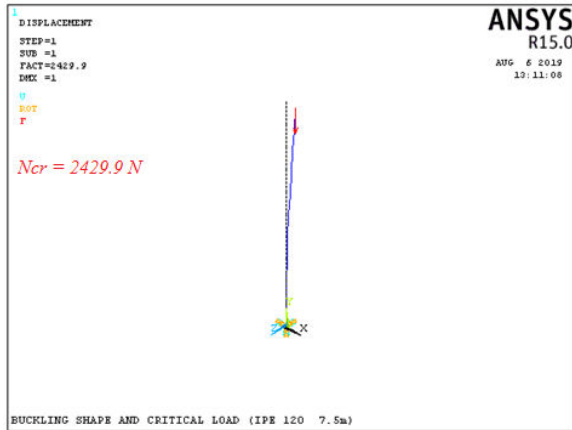 1
DISPLACEMENT
STEP=1
SUB =1
FACT=2429.9
DMX =1
U
ROT
F
ANSYS
R15.0
AUG 6 2019
13:11:08
Ncr = 2429.9 N
Y
Z X
BUCKLING SHAPE AND CRITICAL LOAD (IPE 120 7.5m)